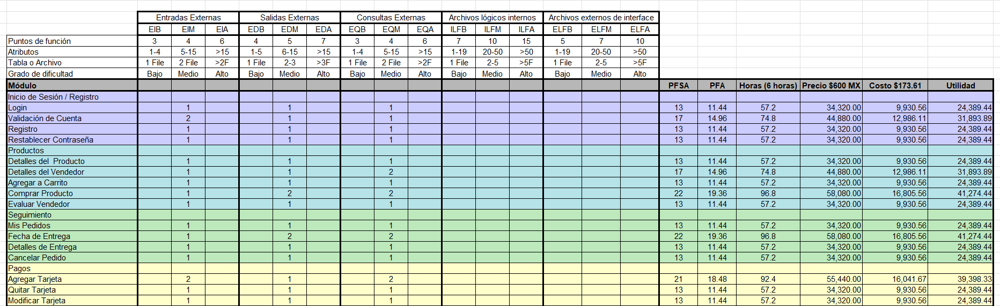 Entradas Externas Salidas Externas Consultas Externas Archivos lógicos internos Archivos externos de interface
EIB EIM EIA EDB EDM EDA EQB EQM EQA ILFB ILFM ILFA ELFB ELFM ELFA
Puntos de función 3 4 6 4 5 7 3 4 6 7 10 15 5 7 10
Atributos 1-4 5-15 >15 1-5 6-15 >15 1-4 5-15 >15 1-19 20-50 >50 1-19 20-50 >50
Tabla o Archivo 1 File 2 File >2F 1 File 2-3 >3F 1 File 2 File >2F 1 File 2-5 >5F 1 File 2-5 >5F
Grado de dificultad Bajo Medio Alto Bajo Medio Alto Bajo Medio Alto Bajo Medio Alto Bajo Medio Alto
Módulo PFSA PFA Horas (6 horas) Precio $600 MX Costo $173.61 Utilidad
Inicio de Sesión / Registro
Login 1 1 1 13 11.44 57.2 34,320.00 9,930.56 24,389.44
Validación de Cuenta 2 1 1 17 14.96 74.8 44,880.00 12,986.11 31,893.89
Registro 1 1 1 13 11.44 57.2 34,320.00 9,930.56 24,389.44
Restablecer Contraseña 1 1 1 13 11.44 57.2 34,320.00 9,930.56 24,389.44
Productos
Detalles del Producto 1 1 1 13 11.44 57.2 34,320.00 9,930.56 24,389.44
Detalles del Vendedor 1 1 2 17 14.96 74.8 44,880.00 12,986.11 31,893.89
Agregar a Carrito 1 1 1 13 11.44 57.2 34,320.00 9,930.56 24,389.44
Comprar Producto 1 2 2 22 19.36 96.8 58,080.00 16,805.56 41,274.44
Evaluar Vendedor 1 1 1 13 11.44 57.2 34,320.00 9,930.56 24,389.44
Seguimiento
Mis Pedidos 1 1 1 13 11.44 57.2 34,320.00 9,930.56 24,389.44
Fecha de Entrega 1 2 2 22 19.36 96.8 58,080.00 16,805.56 41,274.44
Detalles de Entrega 1 1 1 13 11.44 57.2 34,320.00 9,930.56 24,389.44
Cancelar Pedido 1 1 1 13 11.44 57.2 34,320.00 9,930.56 24,389.44
Pagos
Agregar Tarjeta 2 1 2 21 18.48 92.4 55,440.00 16,041.67 39,398.33
Quitar Tarjeta 1 1 1 13 11.44 57.2 34,320.00 9,930.56 24,389.44
Modificar Tarjeta 1 1 1 13 11.44 57.2 34,320.00 9,930.56 24,389.44